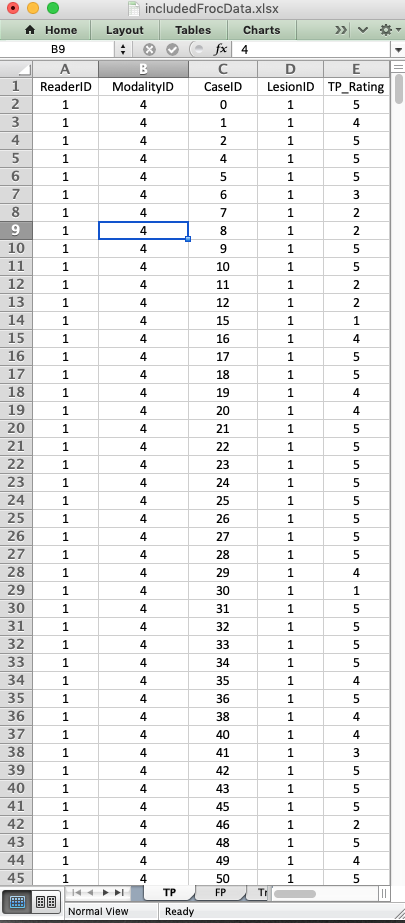 includedFrocData.xlsx
Home Layout Tables Charts
B9 fx 4
A B C D E
1 ReaderID ModalityID CaseID LesionID TP_Rating
2 1 4 0 1 5
3 1 4 1 1 4
4 1 4 2 1 5
5 1 4 4 1 5
6 1 4 5 1 5
7 1 4 6 1 3
8 1 4 7 1 2
9 1 4 8 1 2
10 1 4 9 1 5
11 1 4 10 1 5
12 1 4 11 1 2
13 1 4 12 1 2
14 1 4 15 1 1
15 1 4 16 1 4
16 1 4 17 1 5
17 1 4 18 1 5
18 1 4 19 1 4
19 1 4 20 1 4
20 1 4 21 1 5
21 1 4 22 1 5
22 1 4 23 1 5
23 1 4 24 1 5
24 1 4 25 1 5
25 1 4 26 1 5
26 1 4 27 1 5
27 1 4 28 1 5
28 1 4 29 1 4
29 1 4 30 1 1
30 1 4 31 1 5
31 1 4 32 1 5
32 1 4 33 1 5
33 1 4 34 1 5
34 1 4 35 1 4
35 1 4 36 1 5
36 1 4 38 1 4
37 1 4 40 1 4
38 1 4 41 1 3
39 1 4 42 1 5
40 1 4 43 1 5
41 1 4 45 1 5
42 1 4 46 1 2
43 1 4 48 1 5
44 1 4 49 1 4
45 1 4 50 1 5
TP FP
Normal View Ready